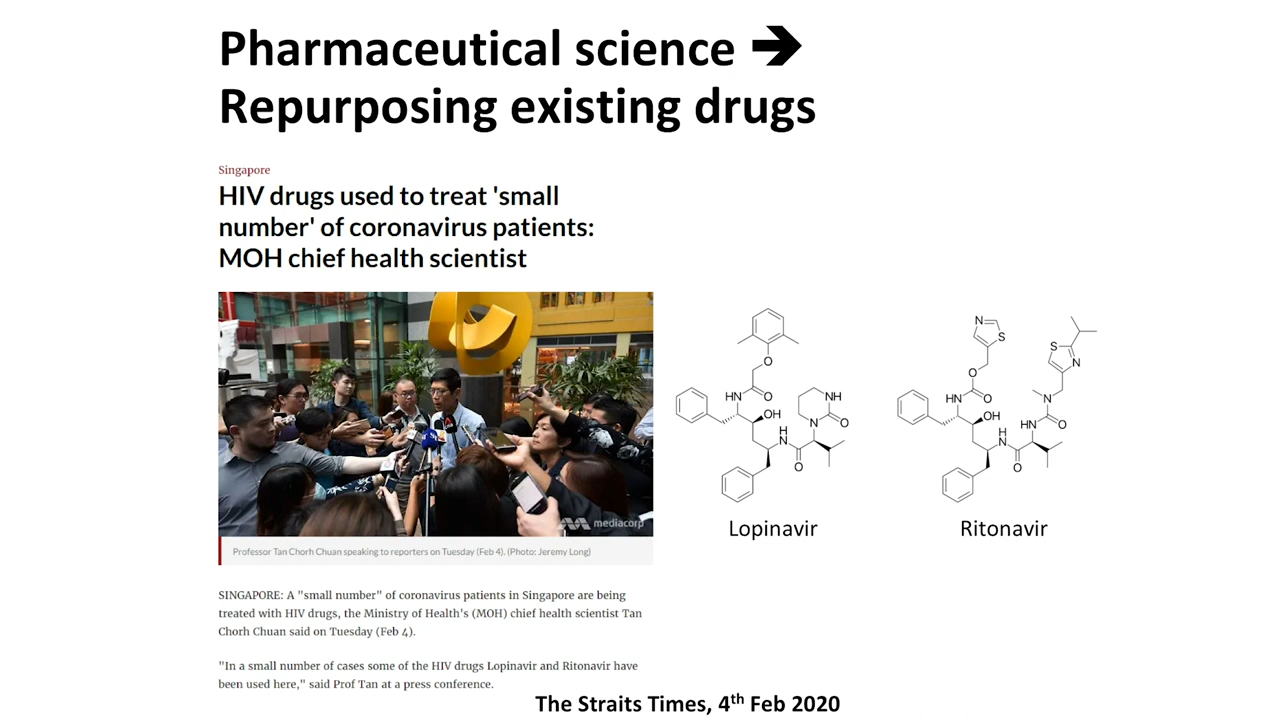 Pharmaceutical science ➔
Repurposing existing drugs
Singapore
HIV drugs used to treat 'small
number' of coronavirus patients:
MOH chief health scientist
mediacorp
Professor Tan Chorh Chuan speaking to reporters on Tuesday (Feb 4). (Photo: Jeremy Long)
SINGAPORE: A "small number" of coronavirus patients in Singapore are being
treated with HIV drugs, the Ministry of Health's (MOH) chief health scientist Tan
Chorh Chuan said on Tuesday (Feb 4).
"In a small number of cases some of the HIV drugs Lopinavir and Ritonavir have
been used here," said Prof Tan at a press conference.
O
HN
O
OH
NH
N
O
H
N
O
Lopinavir
N
S
S
N
O
HN
O
N
OH
HN
O
H
N
O
Ritonavir
The Straits Times, 4th Feb 2020